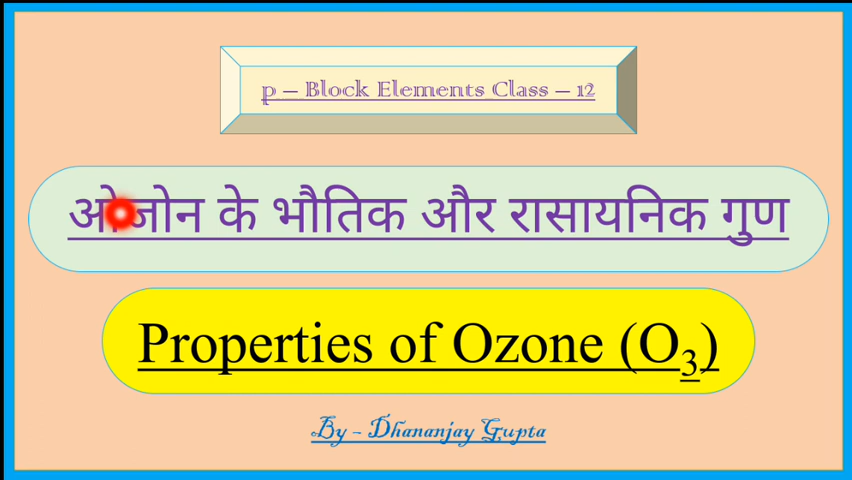 p – Block Elements Class – 12
ओजोन के भौतिक और रासायनिक गुण
Properties of Ozone (O₃)
By - Dhananjay Gupta